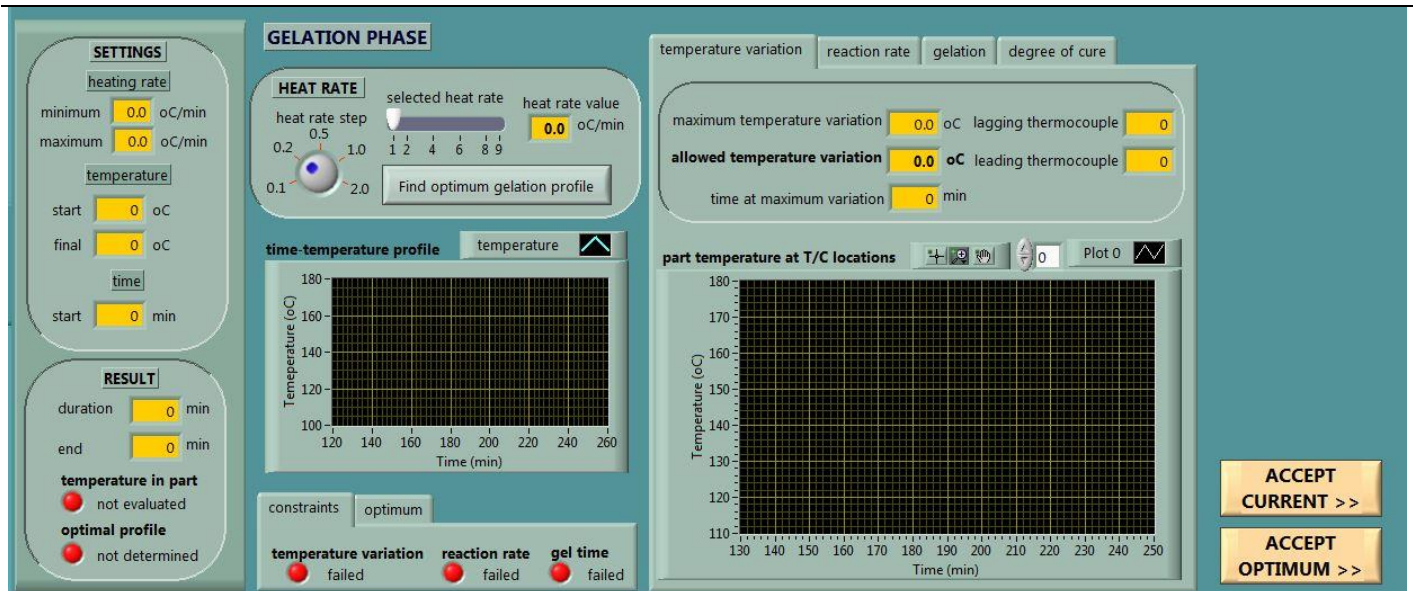 SETTINGS
heating rate
minimum 0.0 oC/min
maximum 0.0 oC/min
temperature
start 0 oC
final 0 oC
time
start 0 min
RESULT
duration 0 min
end 0 min
temperature in part
not evaluated
optimal profile
not determined
GELATION PHASE
HEAT RATE
heat rate step
0.1 0.2 0.5 1.0 2.0
selected heat rate
1 2 4 6 8 9
heat rate value
0.0 oC/min
Find optimum gelation profile
time-temperature profile temperature
Temeperature (oC)
180
160
140
120
100
120 140 160 180 200 220 240 260
Time (min)
constraints optimum
temperature variation reaction rate gel time
failed failed failed
temperature variation reaction rate gelation degree of cure
maximum temperature variation 0.0 oC lagging thermocouple 0
allowed temperature variation 0.0 oC leading thermocouple 0
time at maximum variation 0 min
part temperature at T/C locations 0 Plot 0
Temperature (oC)
180
170
160
150
140
130
120
110
130 140 150 160 170 180 190 200 210 220 230 240 250
Time (min)
ACCEPT
CURRENT >>
ACCEPT
OPTIMUM >>